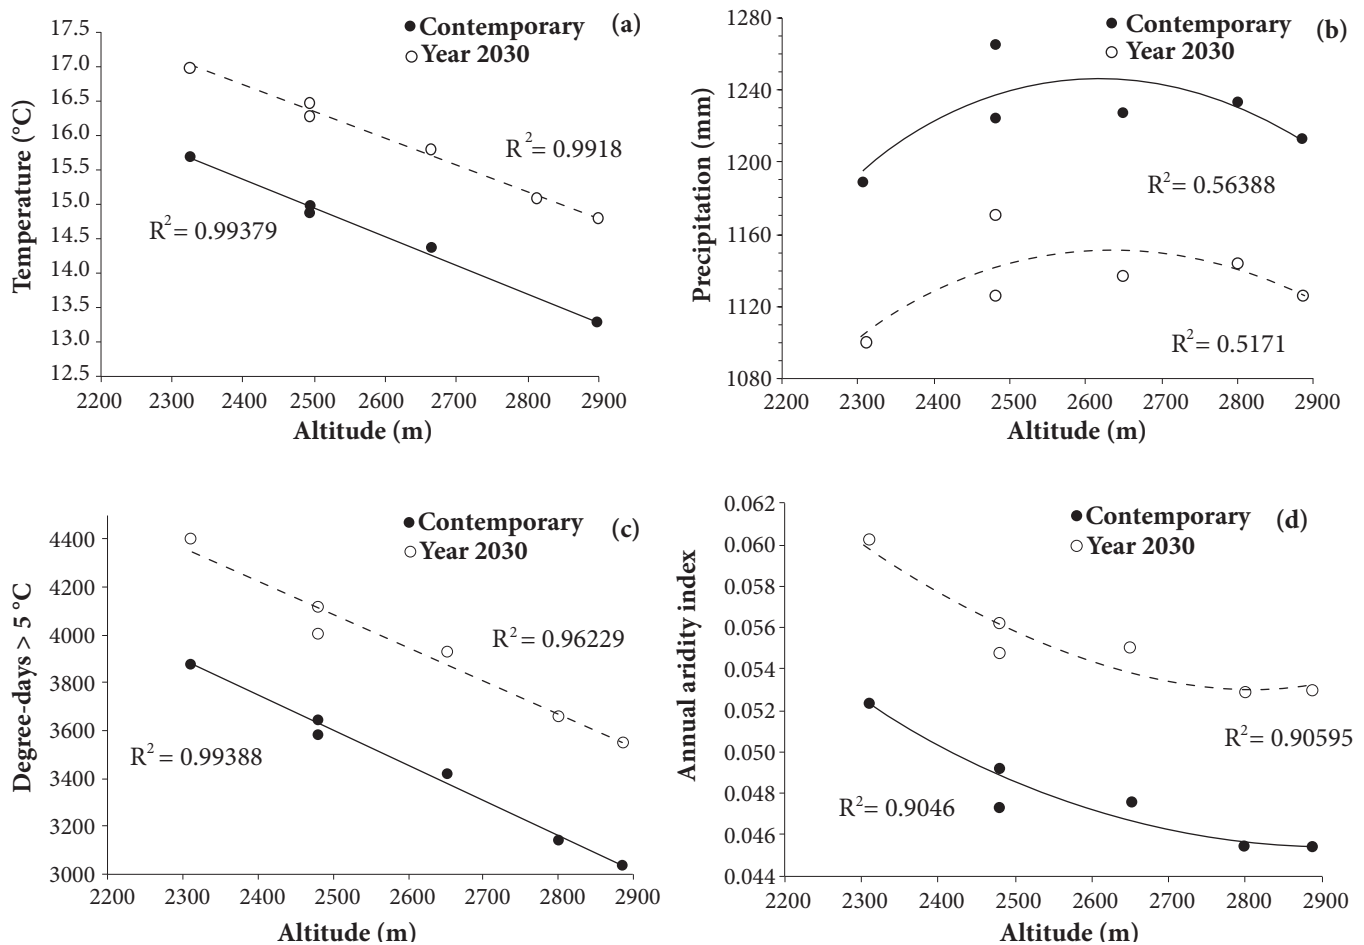 Contemporary
Year 2030
(a)
17.5
17.0
16.5
16.0
15.5
15.0
14.5
14.0
13.5
13.0
12.5
Temperature (°C)
R²= 0.9918
R²= 0.99379
2200 2300 2400 2500 2600 2700 2800 2900
Altitude (m)
Contemporary
Year 2030
(b)
1280
1240
1200
1160
1120
1080
Precipitation (mm)
R²= 0.56388
R²= 0.5171
2200 2300 2400 2500 2600 2700 2800 2900
Altitude (m)
Contemporary
Year 2030
(c)
4400
4200
4000
3800
3600
3400
3200
3000
Degree-days > 5 °C
R²= 0.96229
R²= 0.99388
2200 2300 2400 2500 2600 2700 2800 2900
Altitude (m)
Contemporary
Year 2030
(d)
0.062
0.060
0.058
0.056
0.054
0.052
0.050
0.048
0.046
0.044
Annual aridity index
R²= 0.90595
R²= 0.9046
2200 2300 2400 2500 2600 2700 2800 2900
Altitude (m)